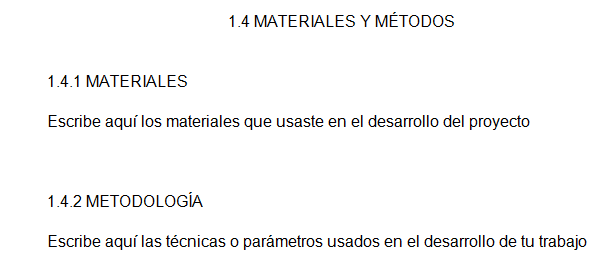 1.4 MATERIALES Y MÉTODOS
1.4.1 MATERIALES
Escribe aquí los materiales que usaste en el desarrollo del proyecto
1.4.2 METODOLOGÍA
Escribe aquí las técnicas o parámetros usados en el desarrollo de tu trabajo